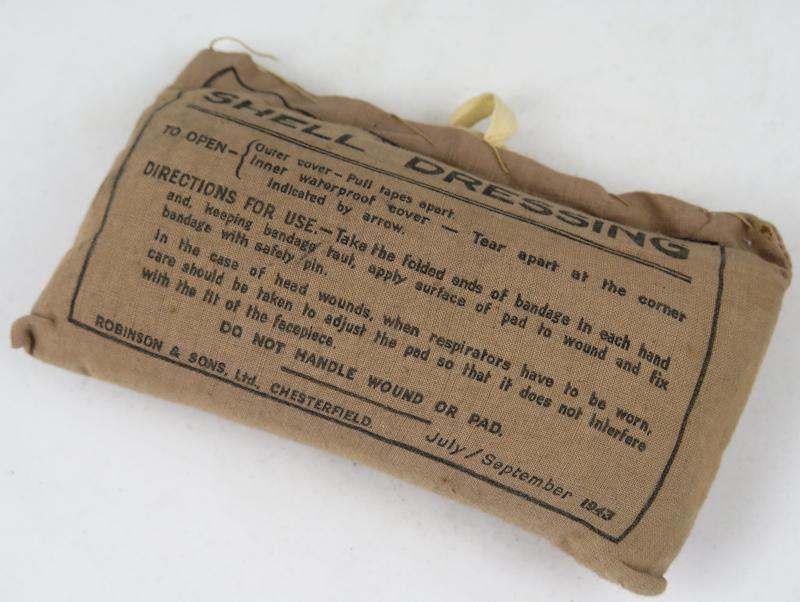 SHELL DRESSING
TO OPEN— { Outer cover — Pull tapes apart.
Inner waterproof cover — Tear apart at the corner
indicated by arrow.
DIRECTIONS FOR USE.—Take the folded ends of bandage in each hand
and, keeping bandage taut, apply surface of pad to wound and fix
bandage with safety pin.
In the case of head wounds, when respirators have to be worn,
care should be taken to adjust the pad so that it does not interfere
with the fit of the facepiece.
DO NOT HANDLE WOUND OR PAD.
ROBINSON & SONS, Ltd., CHESTERFIELD.
July/September 1943